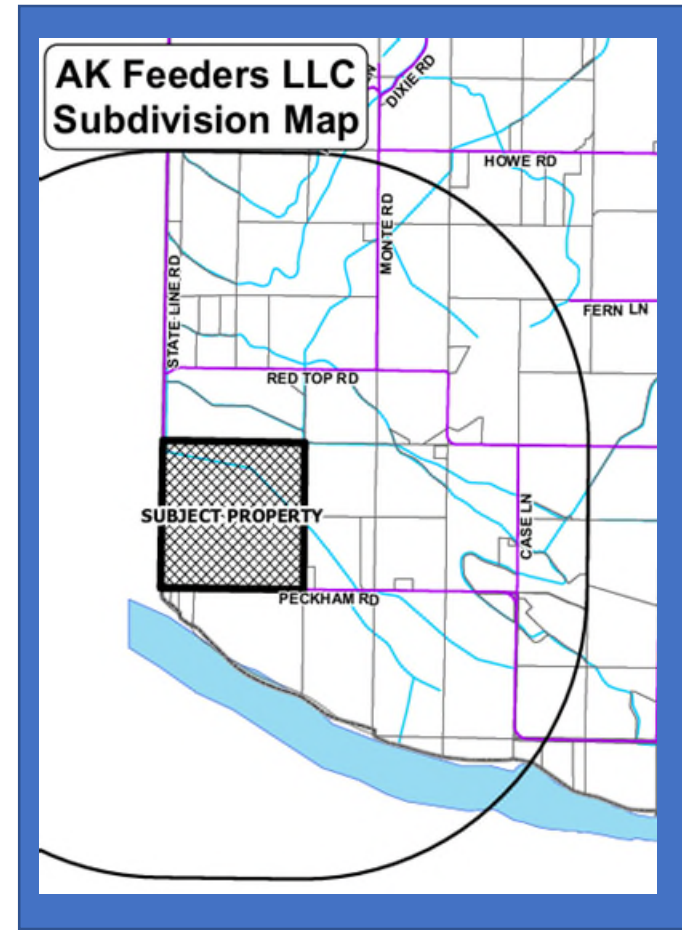 AK Feeders LLC
Subdivision Map
DIXIE RD
HOWE RD
MONTE RD
STATE LINE RD
FERN LN
RED TOP RD
SUBJECT PROPERTY
CASE LN
PECKHAM RD